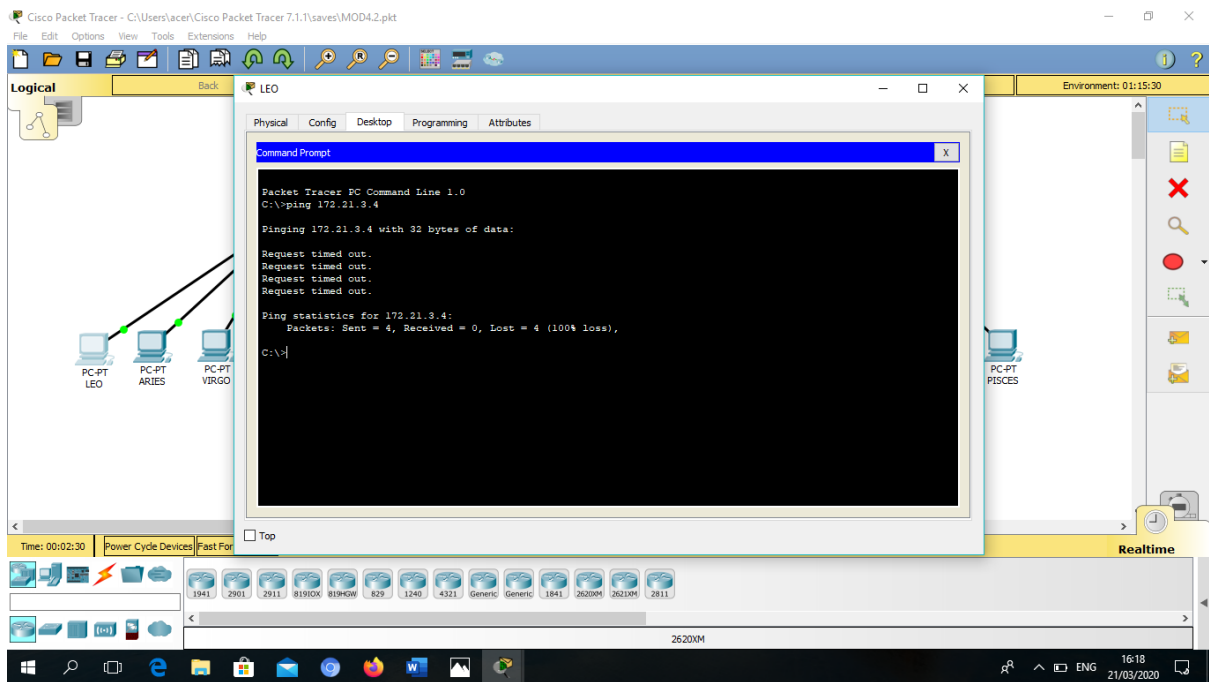 Cisco Packet Tracer - C:\Users\acer\Cisco Packet Tracer 7.1.1\saves\MOD4.2.pkt
File Edit Options View Tools Extensions Help
Logical
Back
Environment: 01:15:30
LEO
Physical Config Desktop Programming Attributes
Command Prompt
X
Packet Tracer PC Command Line 1.0
C:\>ping 172.21.3.4
Pinging 172.21.3.4 with 32 bytes of data:
Request timed out.
Request timed out.
Request timed out.
Request timed out.
Ping statistics for 172.21.3.4:
Packets: Sent = 4, Received = 0, Lost = 4 (100% loss),
C:\>
PC-PT
LEO
PC-PT
ARIES
PC-PT
VIRGO
PC-PT
PISCES
Top
Time: 00:02:30 Power Cycle Devices Fast For
Realtime
1941 2901 2911 819IOX 819HGW 829 1240 4321 Generic Generic 1841 2620XM 2621XM 2811
2620XM
ENG
16:18
21/03/2020